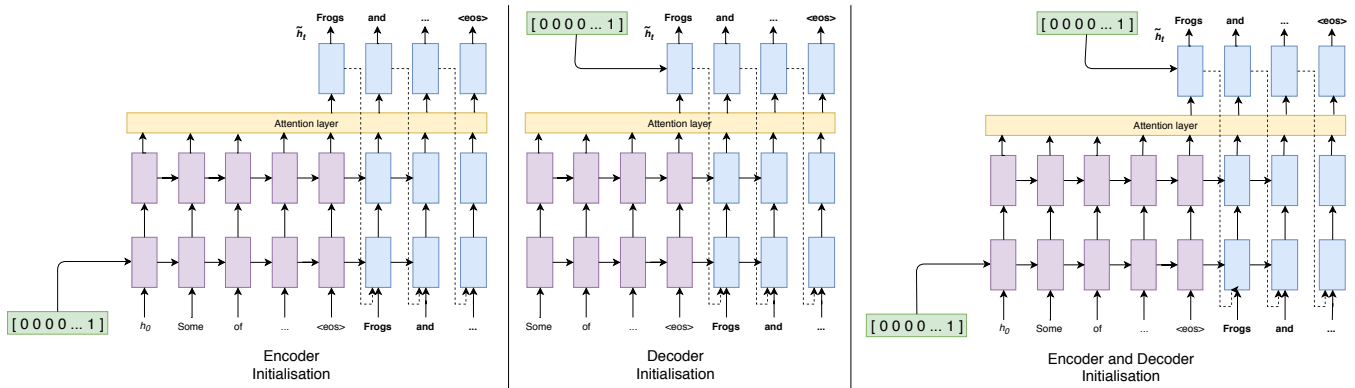 Frogs and ... <eos>
h̃t
Attention layer
[ 0 0 0 0 ... 1 ]
h0 Some of ... <eos> Frogs and ...
Encoder
Initialisation
[ 0 0 0 0 ... 1 ]
Frogs and ... <eos>
h̃t
Attention layer
Some of ... <eos> Frogs and ...
Decoder
Initialisation
[ 0 0 0 0 ... 1 ]
Frogs and ... <eos>
h̃t
Attention layer
[ 0 0 0 0 ... 1 ]
h0 Some of ... <eos> Frogs and ...
Encoder and Decoder
Initialisation